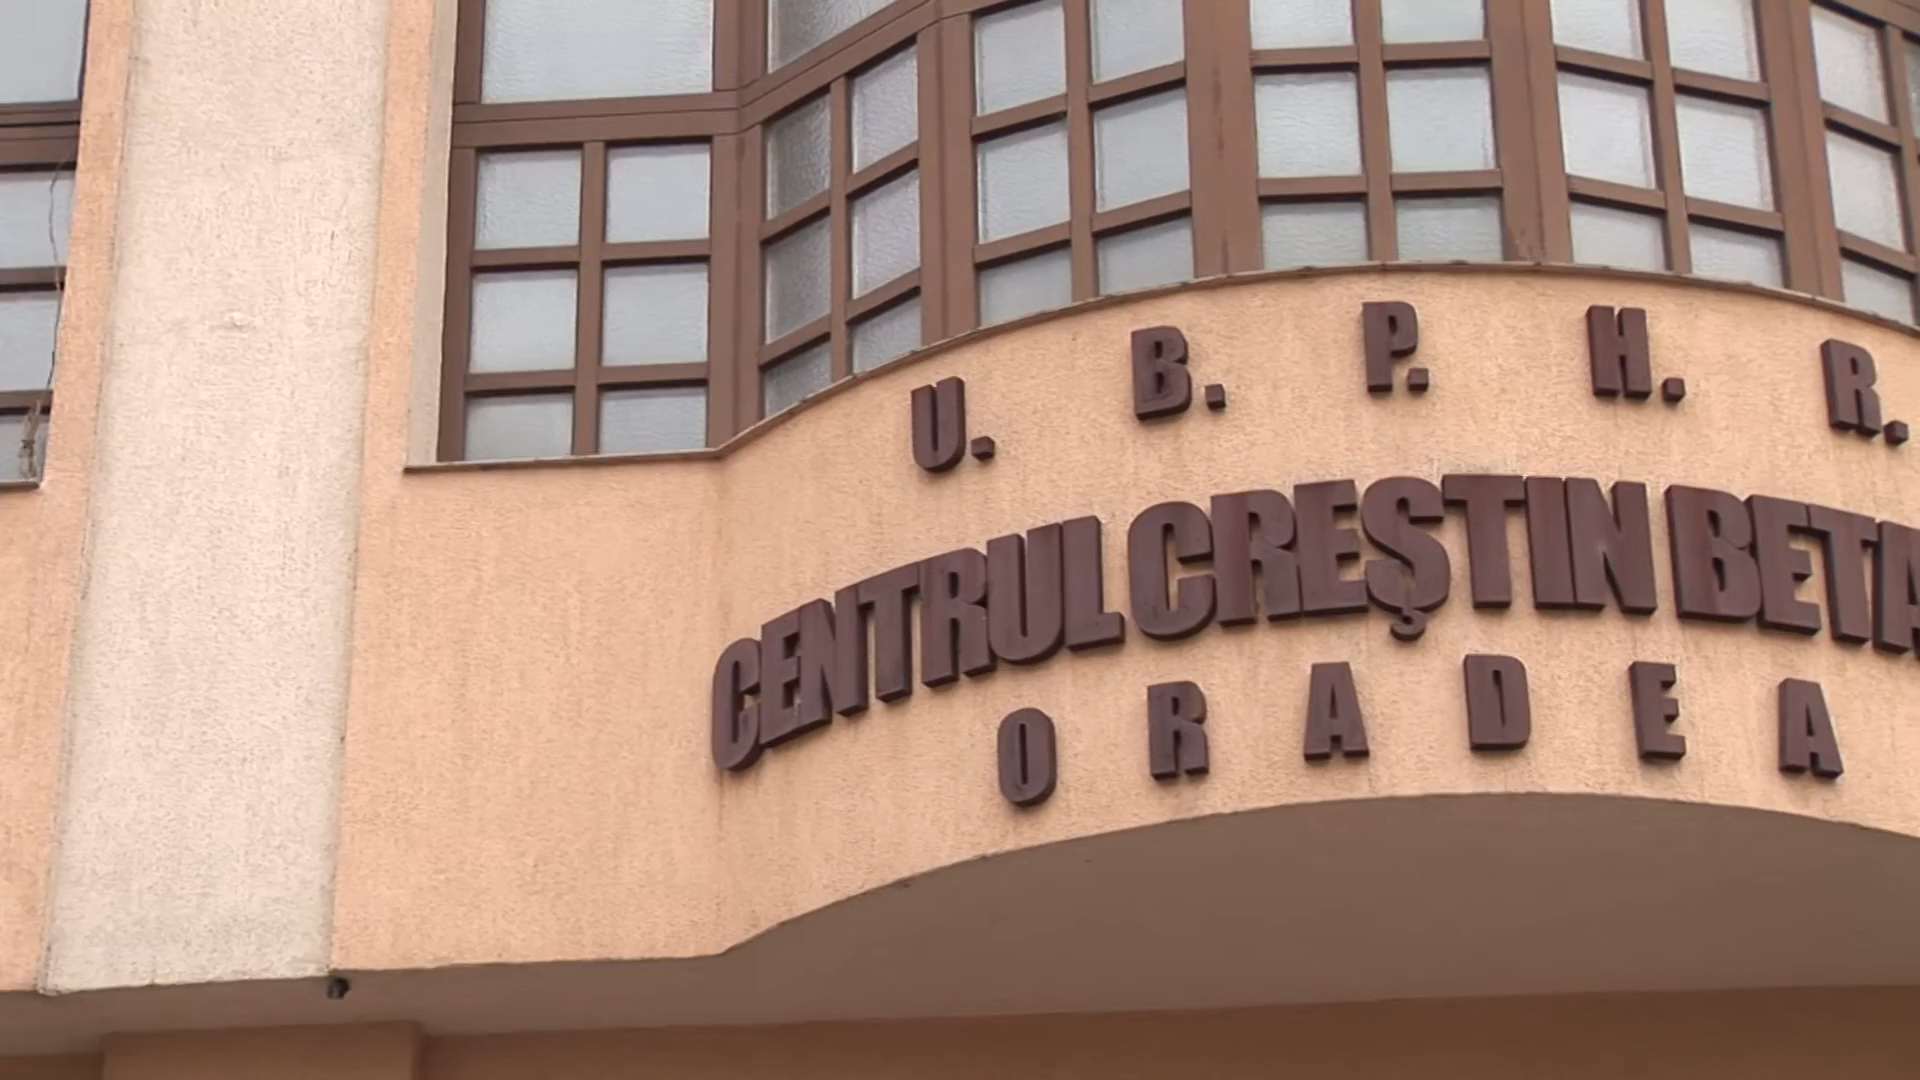 U. B. P. H. R.
CENTRUL CREŞTIN BETA
ORADEA